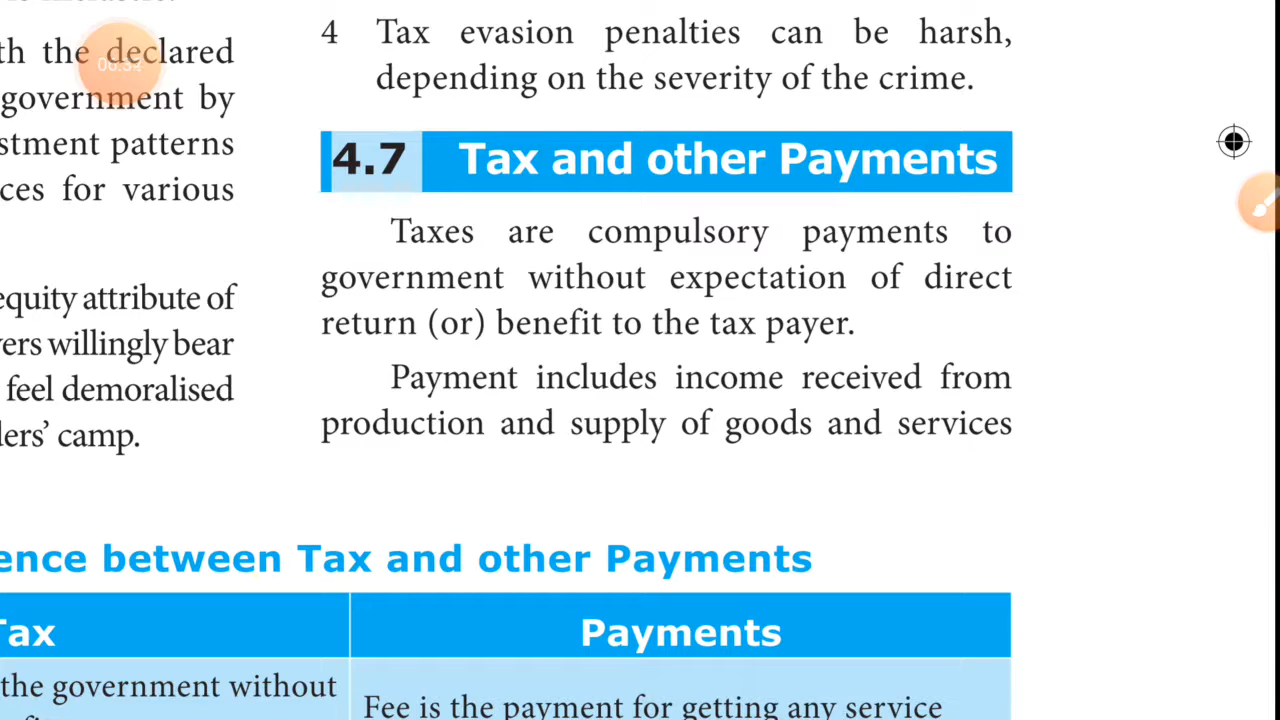 th the declared
government by
stment patterns
ces for various
equity attribute of
ers willingly bear
feel demoralised
ders’ camp.
4 Tax evasion penalties can be harsh,
depending on the severity of the crime.
4.7 Tax and other Payments
Taxes are compulsory payments to
government without expectation of direct
return (or) benefit to the tax payer.
Payment includes income received from
production and supply of goods and services
ence between Tax and other Payments
Tax
Payments
the government without
Fee is the payment for getting any service